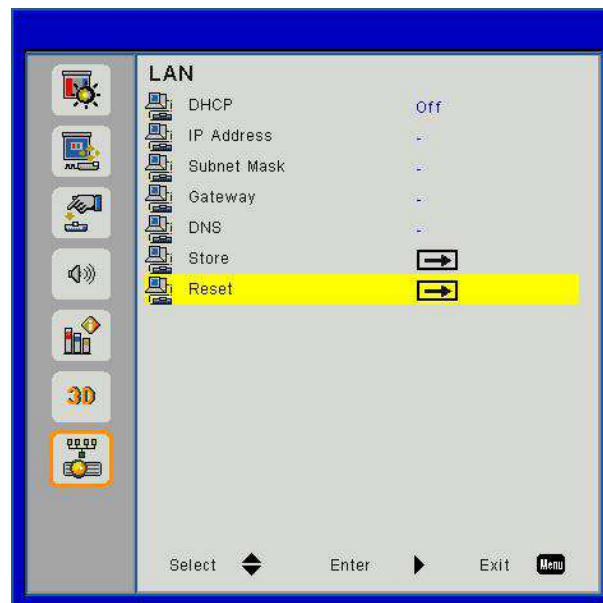 LAN
DHCP Off
IP Address -
Subnet Mask -
Gateway -
DNS -
Store
Reset
3D
Select Enter Exit Menu